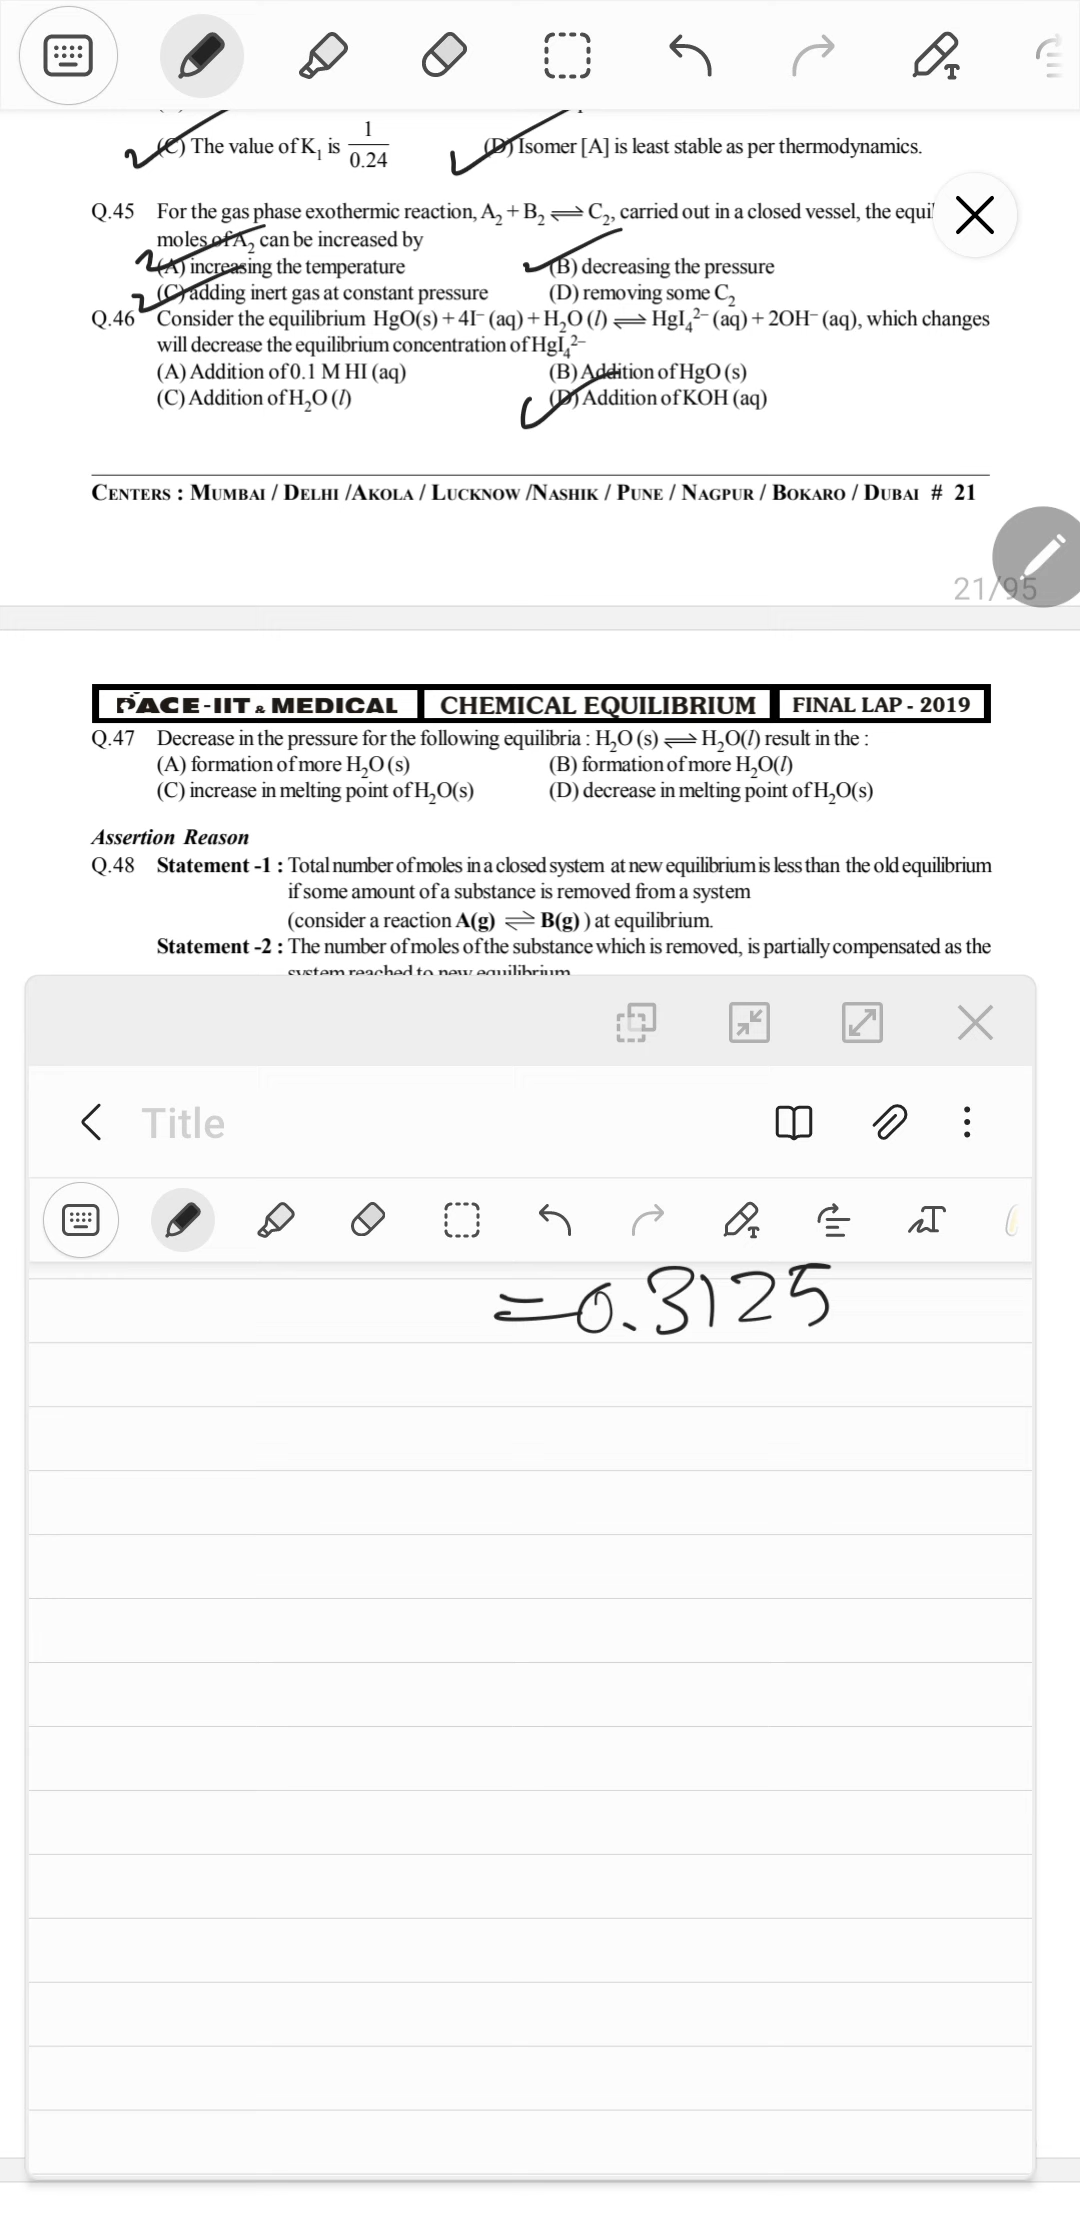 (C) The value of K₁ is 1/0.24 (D) Isomer [A] is least stable as per thermodynamics.
Q.45 For the gas phase exothermic reaction, A₂ + B₂ ⇌ C₂, carried out in a closed vessel, the equil
moles of A₂ can be increased by
(A) increasing the temperature (B) decreasing the pressure
(C) adding inert gas at constant pressure (D) removing some C₂
Q.46 Consider the equilibrium HgO(s) + 4I⁻ (aq) + H₂O (l) ⇌ HgI₄²⁻ (aq) + 2OH⁻ (aq), which changes
will decrease the equilibrium concentration of HgI₄²⁻
(A) Addition of 0.1 M HI (aq) (B) Addition of HgO (s)
(C) Addition of H₂O (l) (D) Addition of KOH (aq)
CENTERS : MUMBAI / DELHI /AKOLA / LUCKNOW /NASHIK / PUNE / NAGPUR / BOKARO / DUBAI # 21
21/95
PACE-IIT & MEDICAL CHEMICAL EQUILIBRIUM FINAL LAP - 2019
Q.47 Decrease in the pressure for the following equilibria : H₂O (s) ⇌ H₂O(l) result in the :
(A) formation of more H₂O (s) (B) formation of more H₂O(l)
(C) increase in melting point of H₂O(s) (D) decrease in melting point of H₂O(s)
Assertion Reason
Q.48 Statement -1 : Total number of moles in a closed system at new equilibrium is less than the old equilibrium
if some amount of a substance is removed from a system
(consider a reaction A(g) ⇌ B(g) ) at equilibrium.
Statement -2 : The number of moles of the substance which is removed, is partially compensated as the
system reached to new equilibrium
Title
=0.3125